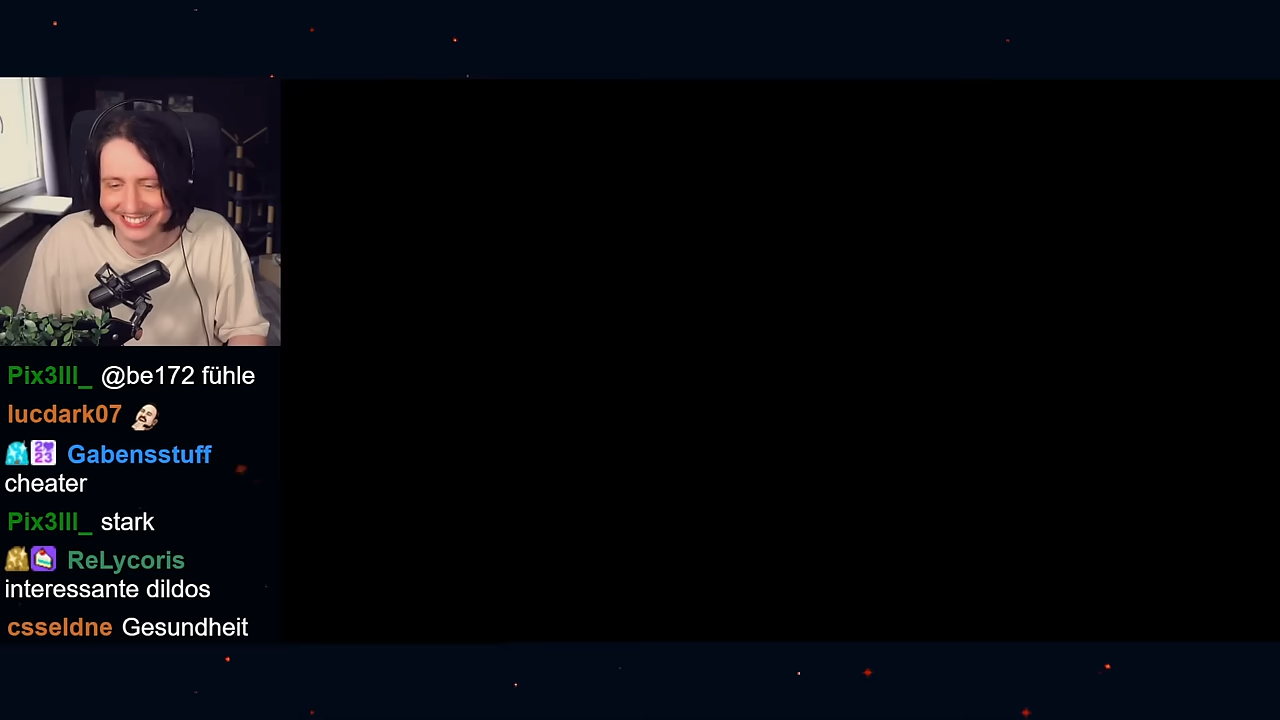 Pix3lll_ @be172 fühle
lucdark07
Gabensstuff
cheater
Pix3lll_ stark
ReLycoris
interessante dildos
csseldne Gesundheit